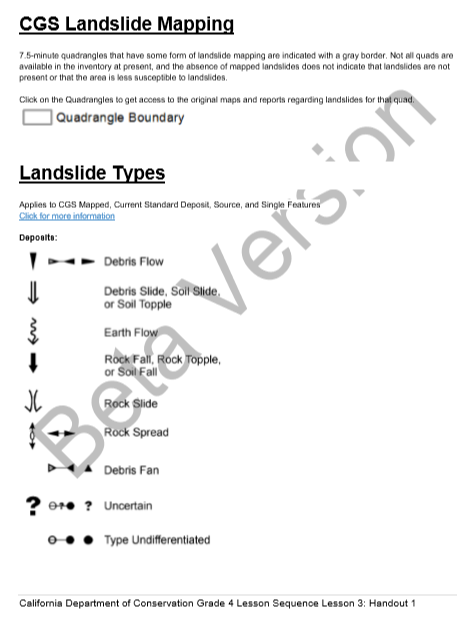 CGS Landslide Mapping
7.5-minute quadrangles that have some form of landslide mapping are indicated with a gray border. Not all quads are
available in the inventory at present, and the absence of mapped landslides does not indicate that landslides are not
present or that the area is less susceptible to landslides.
Click on the Quadrangles to get access to the original maps and reports regarding landslides for that quad.
Quadrangle Boundary
Landslide Types
Applies to CGS Mapped, Current Standard Deposit, Source, and Single Features
Click for more information
Deposits:
Debris Flow
Debris Slide, Soil Slide,
or Soil Topple
Earth Flow
Rock Fall, Rock Topple,
or Soil Fall
Rock Slide
Rock Spread
Debris Fan
? ? ? Uncertain
Type Undifferentiated
Beta Version
California Department of Conservation Grade 4 Lesson Sequence Lesson 3: Handout 1